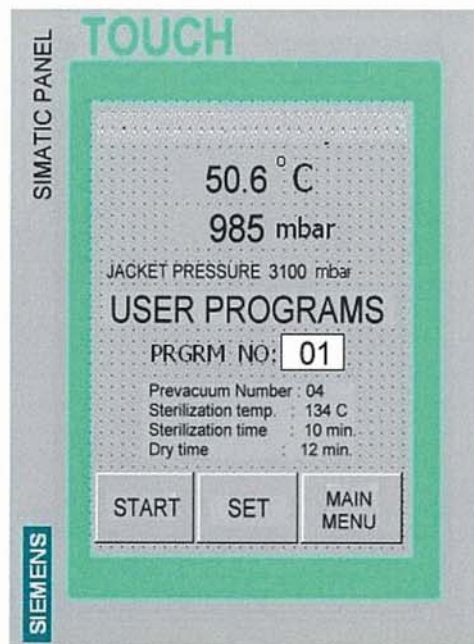 TOUCH
SIMATIC PANEL
50.6 °C
985 mbar
JACKET PRESSURE 3100 mbar
USER PROGRAMS
PRGRM NO: 01
Prevacuum Number : 04
Sterilization temp. : 134 C
Sterilization time : 10 min.
Dry time : 12 min.
START SET MAIN MENU
SIEMENS